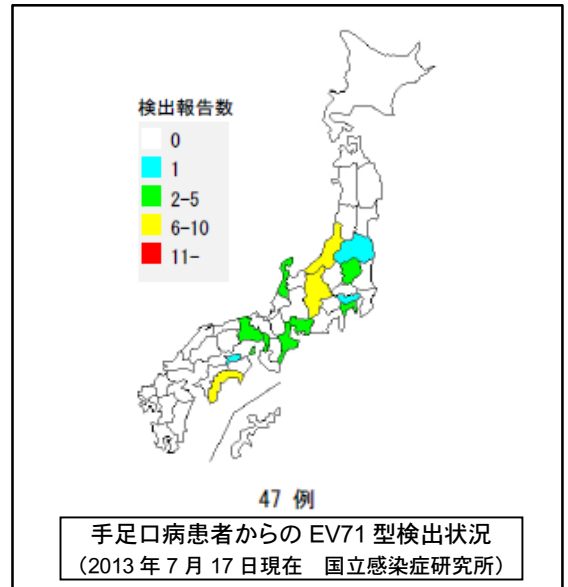 検出報告数
0
1
2-5
6-10
11-
47 例
手足口病患者からの EV71 型検出状況
(2013 年 7 月 17 日現在　国立感染症研究所)